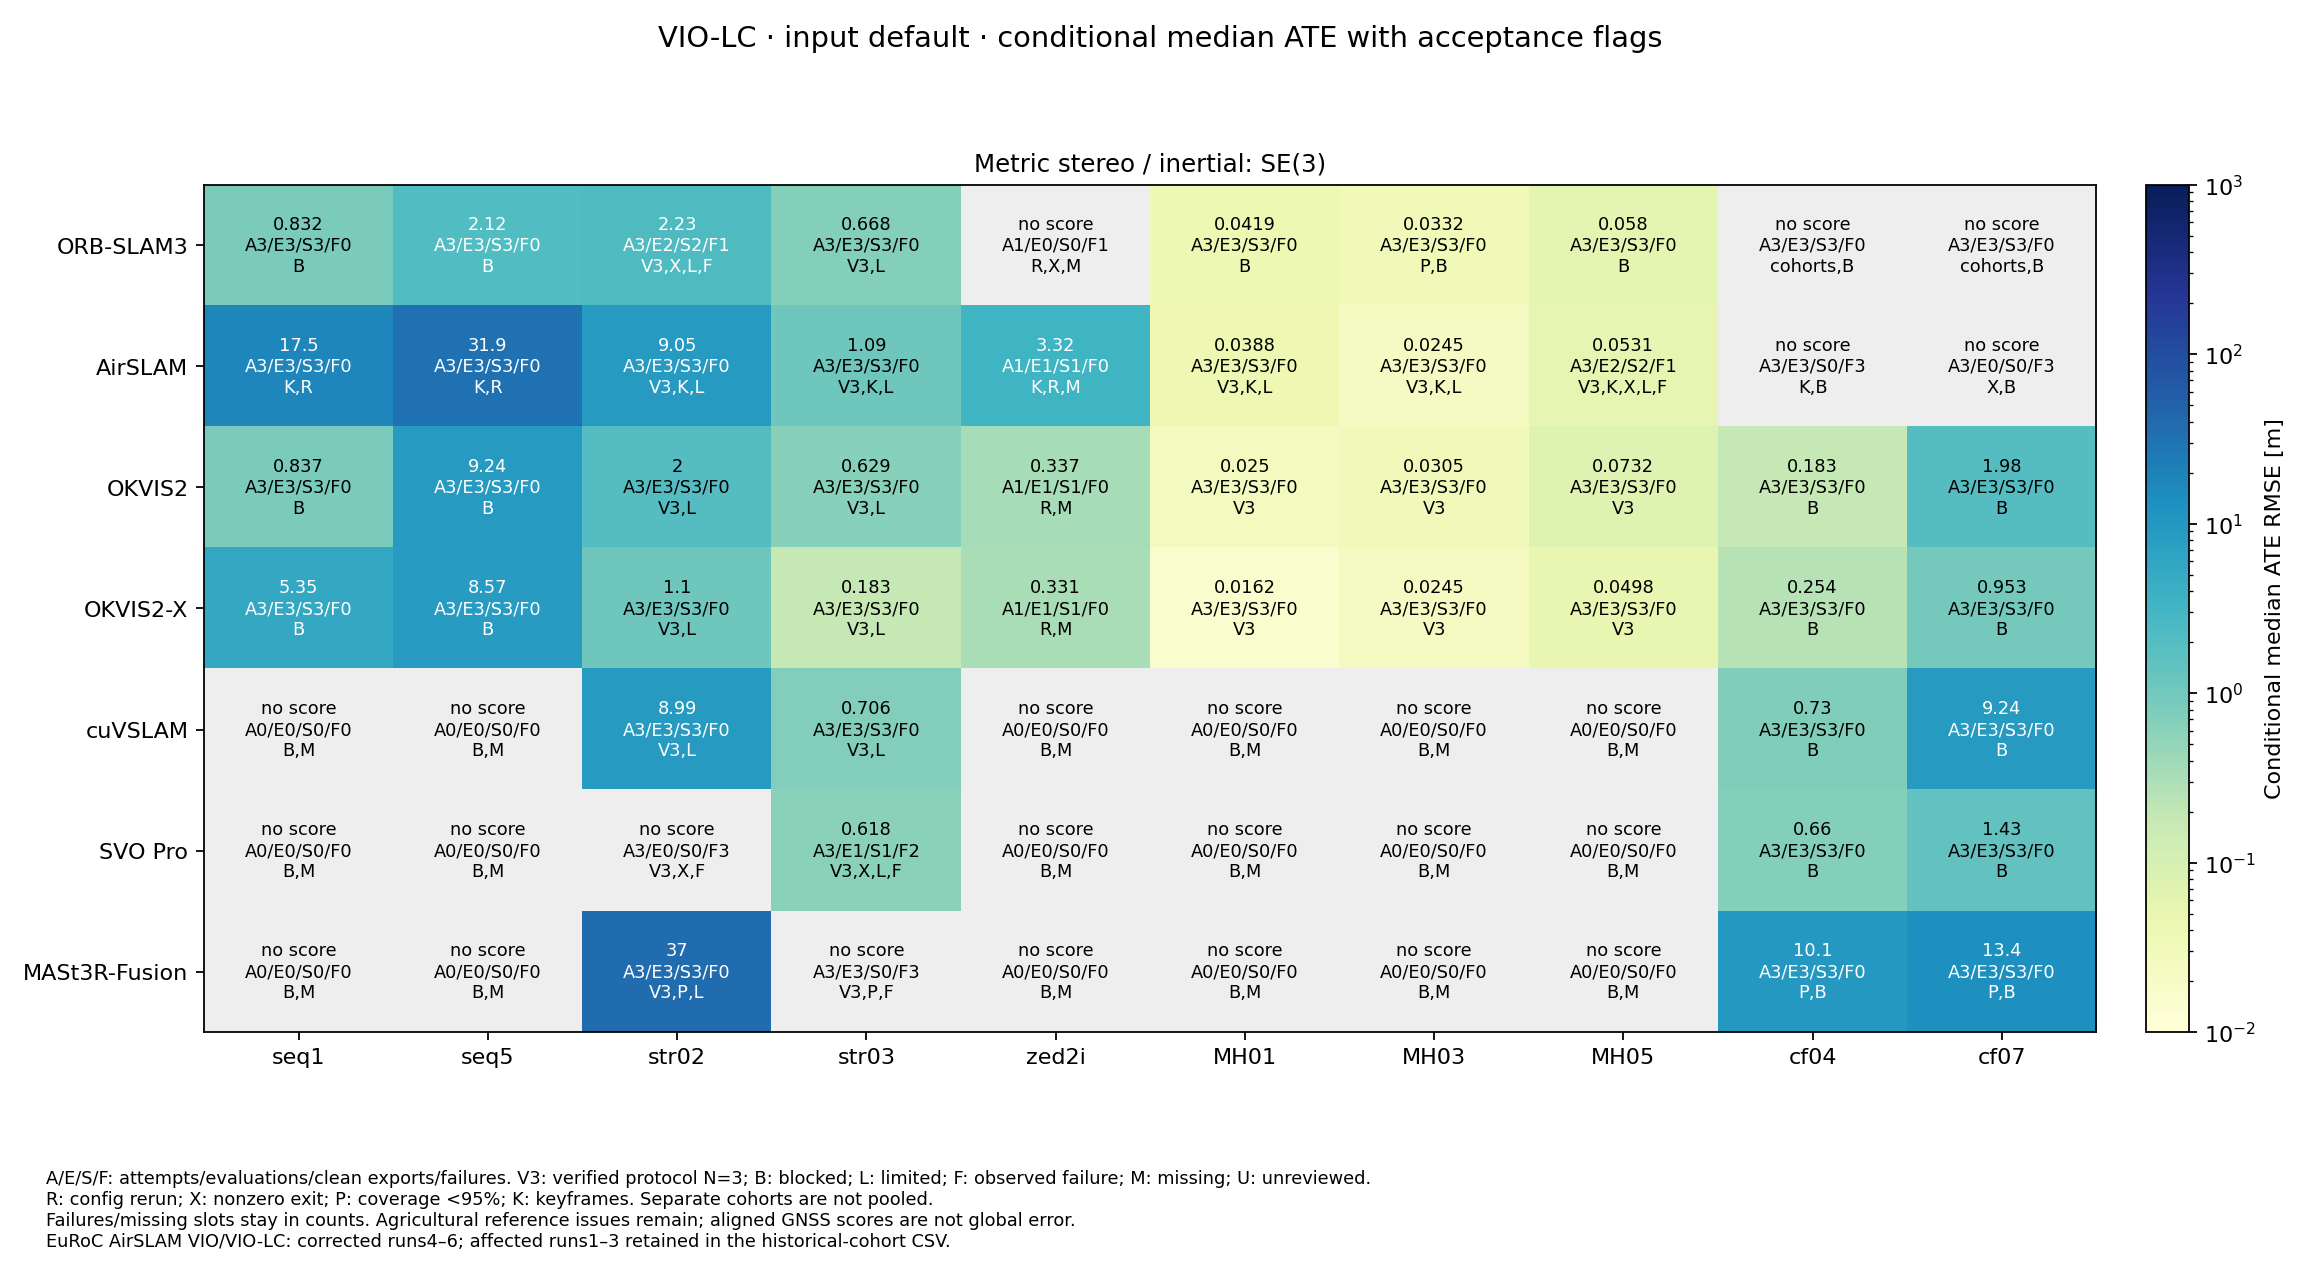 VIO-LC · input default · conditional median ATE with acceptance flags
Metric stereo / inertial: SE(3)
ORB-SLAM3
0.832
A3/E3/S3/F0
B
2.12
A3/E3/S3/F0
B
2.23
A3/E2/S2/F1
V3,X,L,F
0.668
A3/E3/S3/F0
V3,L
no score
A1/E0/S0/F1
R,X,M
0.0419
A3/E3/S3/F0
B
0.0332
A3/E3/S3/F0
P,B
0.058
A3/E3/S3/F0
B
no score
A3/E3/S3/F0
cohorts,B
no score
A3/E3/S3/F0
cohorts,B
AirSLAM
17.5
A3/E3/S3/F0
K,R
31.9
A3/E3/S3/F0
K,R
9.05
A3/E3/S3/F0
V3,K,L
1.09
A3/E3/S3/F0
V3,K,L
3.32
A1/E1/S1/F0
K,R,M
0.0388
A3/E3/S3/F0
V3,K,L
0.0245
A3/E3/S3/F0
V3,K,L
0.0531
A3/E2/S2/F1
V3,K,X,L,F
no score
A3/E3/S0/F3
K,B
no score
A3/E0/S0/F3
X,B
OKVIS2
0.837
A3/E3/S3/F0
B
9.24
A3/E3/S3/F0
B
2
A3/E3/S3/F0
V3,L
0.629
A3/E3/S3/F0
V3,L
0.337
A1/E1/S1/F0
R,M
0.025
A3/E3/S3/F0
V3
0.0305
A3/E3/S3/F0
V3
0.0732
A3/E3/S3/F0
V3
0.183
A3/E3/S3/F0
B
1.98
A3/E3/S3/F0
B
OKVIS2-X
5.35
A3/E3/S3/F0
B
8.57
A3/E3/S3/F0
B
1.1
A3/E3/S3/F0
V3,L
0.183
A3/E3/S3/F0
V3,L
0.331
A1/E1/S1/F0
R,M
0.0162
A3/E3/S3/F0
V3
0.0245
A3/E3/S3/F0
V3
0.0498
A3/E3/S3/F0
V3
0.254
A3/E3/S3/F0
B
0.953
A3/E3/S3/F0
B
cuVSLAM
no score
A0/E0/S0/F0
B,M
no score
A0/E0/S0/F0
B,M
8.99
A3/E3/S3/F0
V3,L
0.706
A3/E3/S3/F0
V3,L
no score
A0/E0/S0/F0
B,M
no score
A0/E0/S0/F0
B,M
no score
A0/E0/S0/F0
B,M
no score
A0/E0/S0/F0
B,M
0.73
A3/E3/S3/F0
B
9.24
A3/E3/S3/F0
B
SVO Pro
no score
A0/E0/S0/F0
B,M
no score
A0/E0/S0/F0
B,M
no score
A3/E0/S0/F3
V3,X,F
0.618
A3/E1/S1/F2
V3,X,L,F
no score
A0/E0/S0/F0
B,M
no score
A0/E0/S0/F0
B,M
no score
A0/E0/S0/F0
B,M
no score
A0/E0/S0/F0
B,M
0.66
A3/E3/S3/F0
B
1.43
A3/E3/S3/F0
B
MASt3R-Fusion
no score
A0/E0/S0/F0
B,M
no score
A0/E0/S0/F0
B,M
37
A3/E3/S3/F0
V3,P,L
no score
A3/E3/S0/F3
V3,P,F
no score
A0/E0/S0/F0
B,M
no score
A0/E0/S0/F0
B,M
no score
A0/E0/S0/F0
B,M
no score
A0/E0/S0/F0
B,M
10.1
A3/E3/S3/F0
P,B
13.4
A3/E3/S3/F0
P,B
seq1
seq5
str02
str03
zed2i
MH01
MH03
MH05
cf04
cf07
10³
10²
10¹
10⁰
10⁻¹
10⁻²
Conditional median ATE RMSE [m]
A/E/S/F: attempts/evaluations/clean exports/failures. V3: verified protocol N=3; B: blocked; L: limited; F: observed failure; M: missing; U: unreviewed.
R: config rerun; X: nonzero exit; P: coverage <95%; K: keyframes. Separate cohorts are not pooled.
Failures/missing slots stay in counts. Agricultural reference issues remain; aligned GNSS scores are not global error.
EuRoC AirSLAM VIO/VIO-LC: corrected runs4–6; affected runs1–3 retained in the historical-cohort CSV.